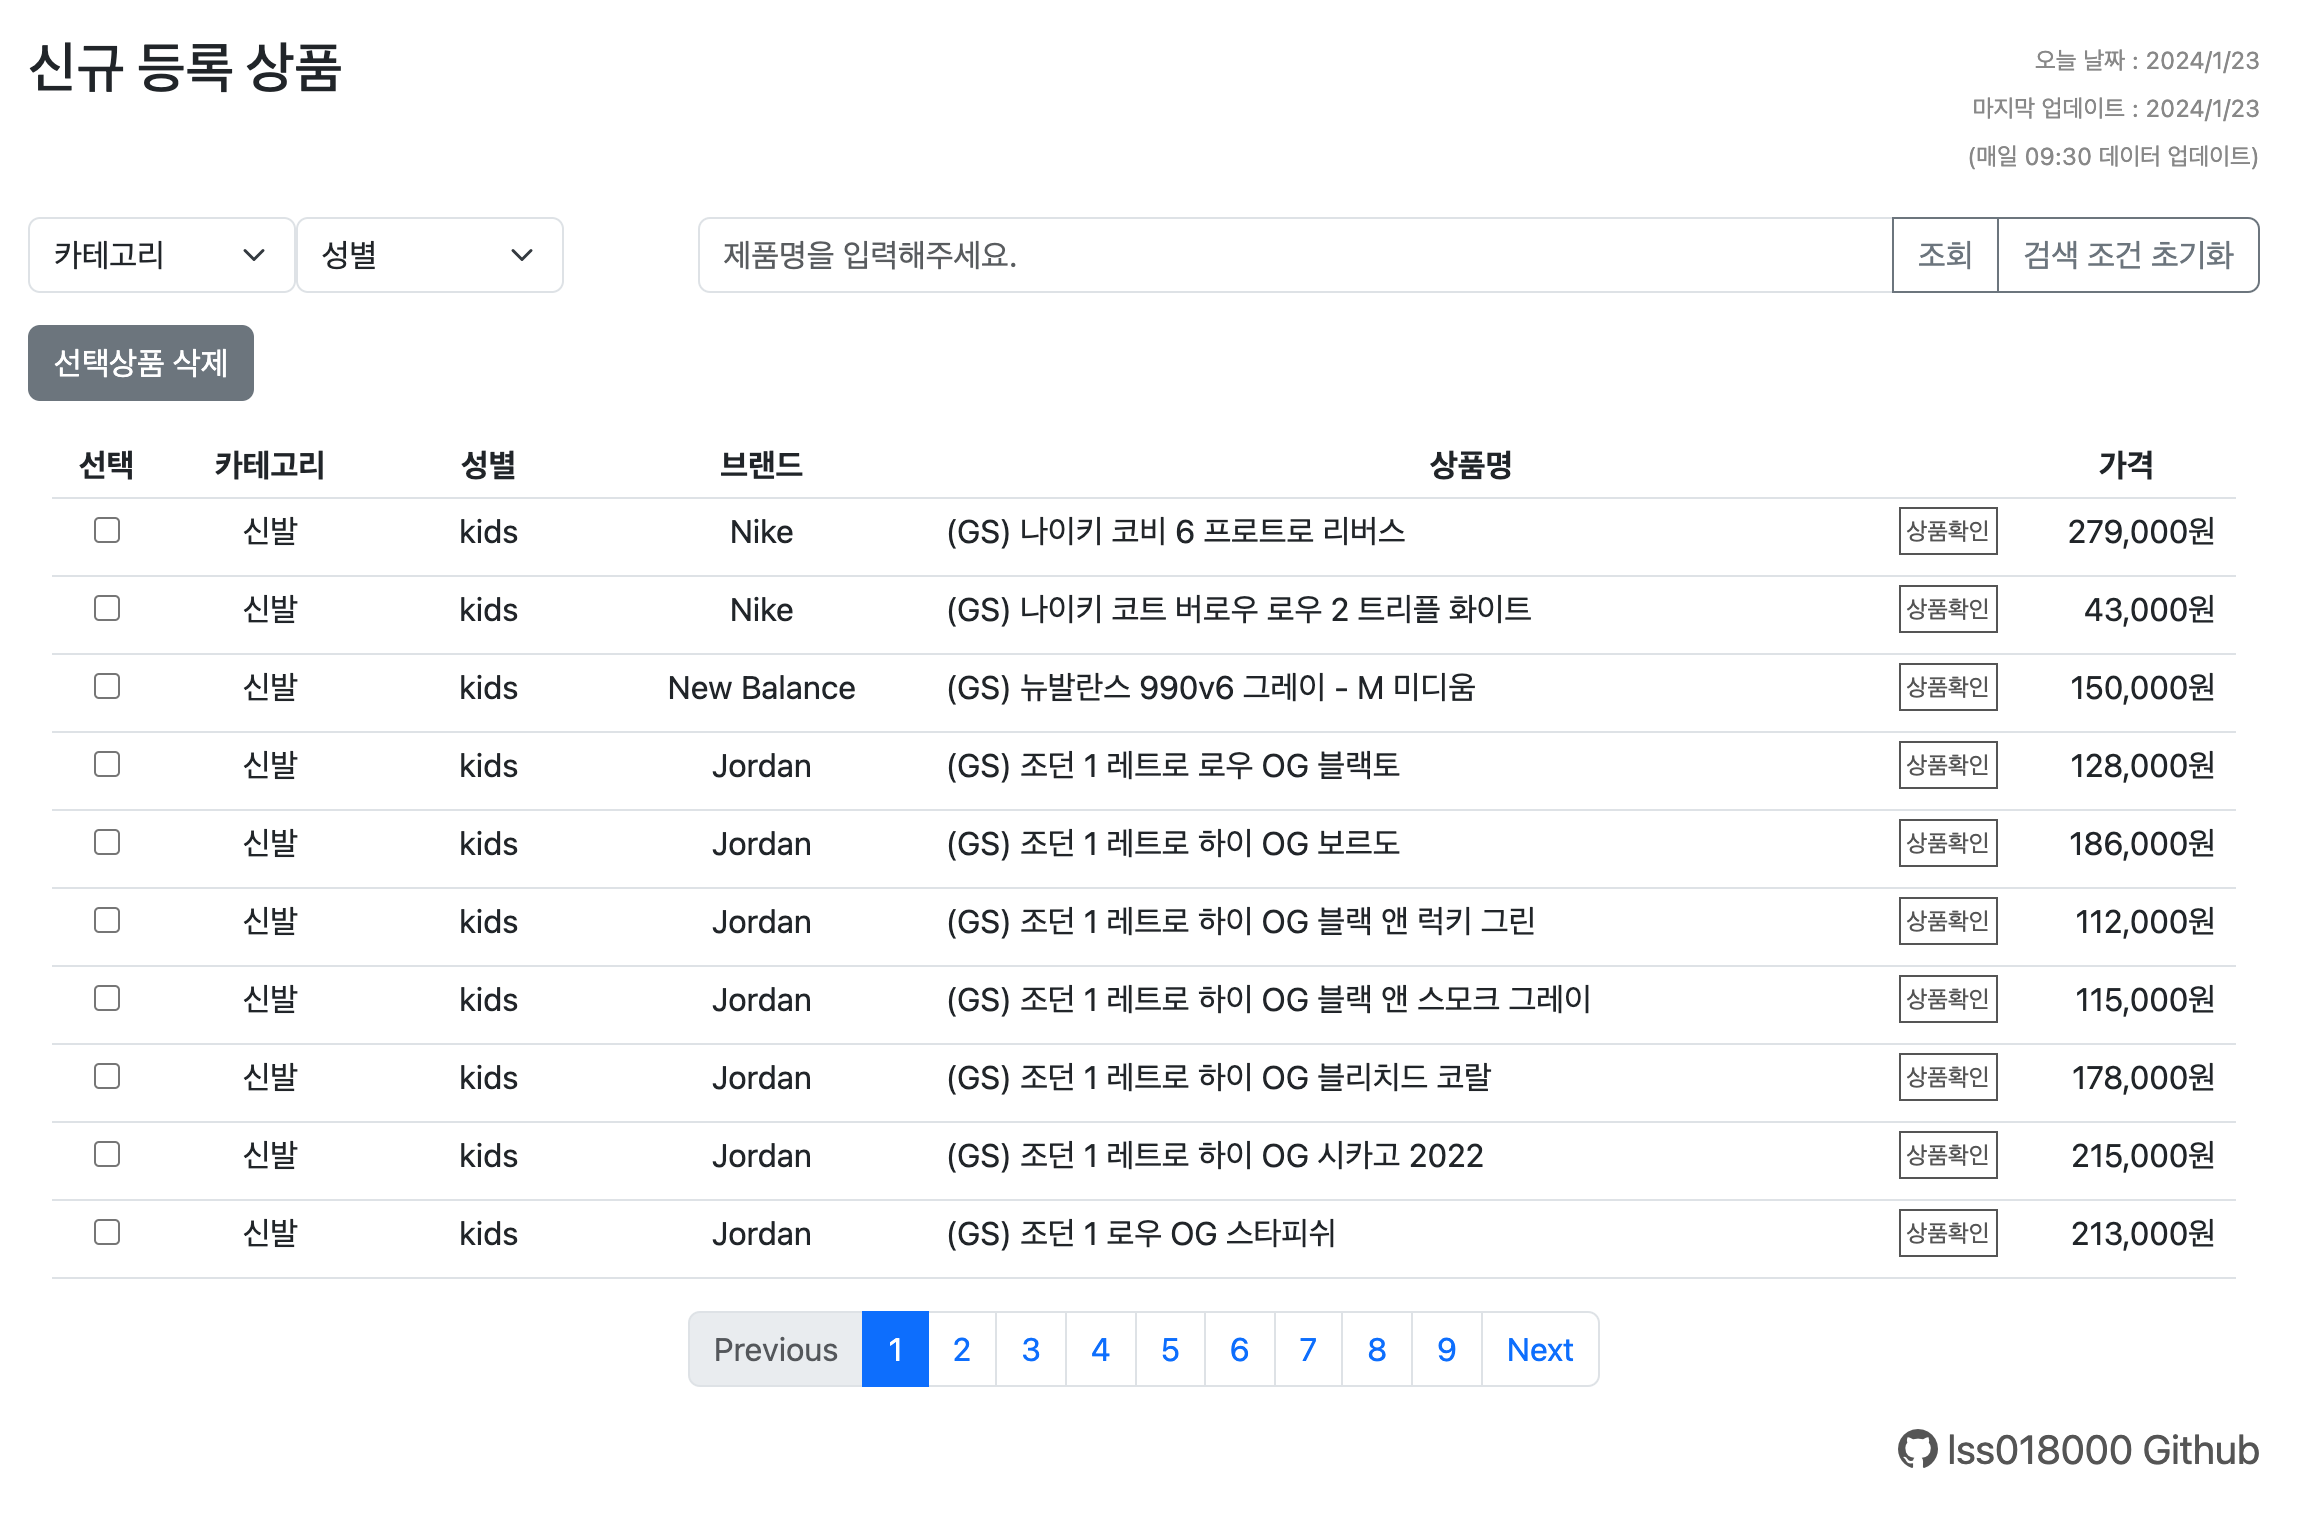 신규 등록 상품
오늘 날짜 : 2024/1/23
마지막 업데이트 : 2024/1/23
(매일 09:30 데이터 업데이트)
카테고리 성별 제품명을 입력해주세요. 조회 검색 조건 초기화
선택상품 삭제
선택 카테고리 성별 브랜드 상품명 가격
신발 kids Nike (GS) 나이키 코비 6 프로트로 리버스 상품확인 279,000원
신발 kids Nike (GS) 나이키 코트 버로우 로우 2 트리플 화이트 상품확인 43,000원
신발 kids New Balance (GS) 뉴발란스 990v6 그레이 - M 미디움 상품확인 150,000원
신발 kids Jordan (GS) 조던 1 레트로 로우 OG 블랙토 상품확인 128,000원
신발 kids Jordan (GS) 조던 1 레트로 하이 OG 보르도 상품확인 186,000원
신발 kids Jordan (GS) 조던 1 레트로 하이 OG 블랙 앤 럭키 그린 상품확인 112,000원
신발 kids Jordan (GS) 조던 1 레트로 하이 OG 블랙 앤 스모크 그레이 상품확인 115,000원
신발 kids Jordan (GS) 조던 1 레트로 하이 OG 블리치드 코랄 상품확인 178,000원
신발 kids Jordan (GS) 조던 1 레트로 하이 OG 시카고 2022 상품확인 215,000원
신발 kids Jordan (GS) 조던 1 로우 OG 스타피쉬 상품확인 213,000원
Previous 1 2 3 4 5 6 7 8 9 Next
lss018000 Github